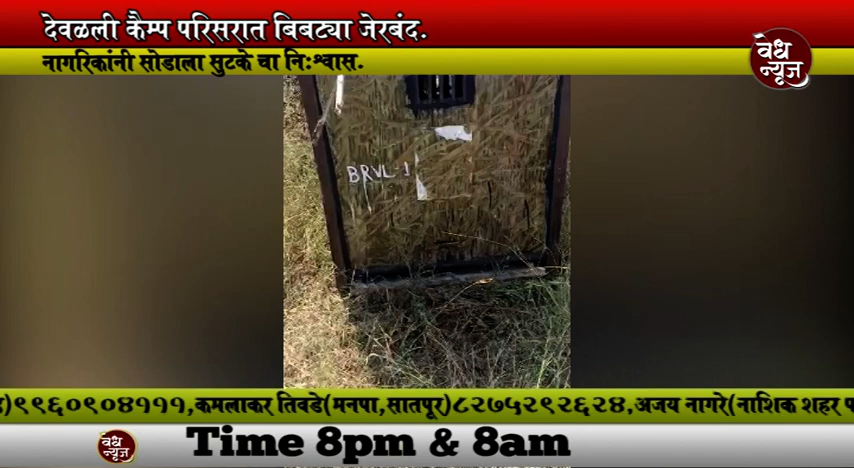 देवळली कैम्प परिसरात बिबट्या जेरबंद.
वेध न्यूज
नागरिकांनी सोडाला सुटके चा निःश्वास.
BRVL-1
)९९६०९०४१११,कमलाकर तिवडे(मनपा,सातपूर)८२७५२९२६२४,अजय नागरे(नाशिक शहर
वेध न्यूज
Time 8pm & 8am